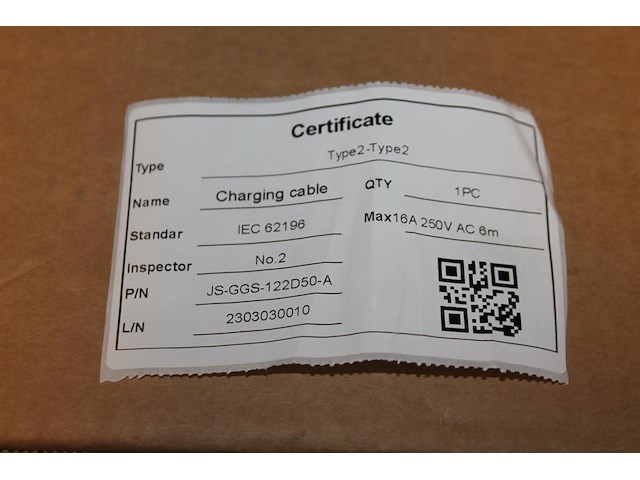 Certificate
Type Type2-Type2
Name Charging cable QTY 1PC
Standar IEC 62196 Max16A 250V AC 6m
Inspector No.2
P/N JS-GGS-122D50-A
L/N 2303030010